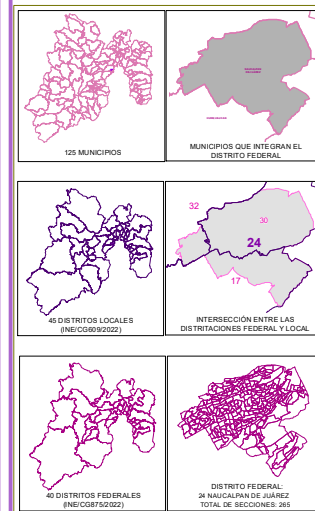 125 MUNICIPIOS
MUNICIPIOS QUE INTEGRAN EL
DISTRITO FEDERAL
45 DISTRITOS LOCALES
(INE/CG609/2022)
32
30
24
17
INTERSECCIÓN ENTRE LAS
DISTRITACIONES FEDERAL Y LOCAL
40 DISTRITOS FEDERALES
(INE/CG875/2022)
DISTRITO FEDERAL:
24 NAUCALPAN DE JUÁREZ
TOTAL DE SECCIONES: 265